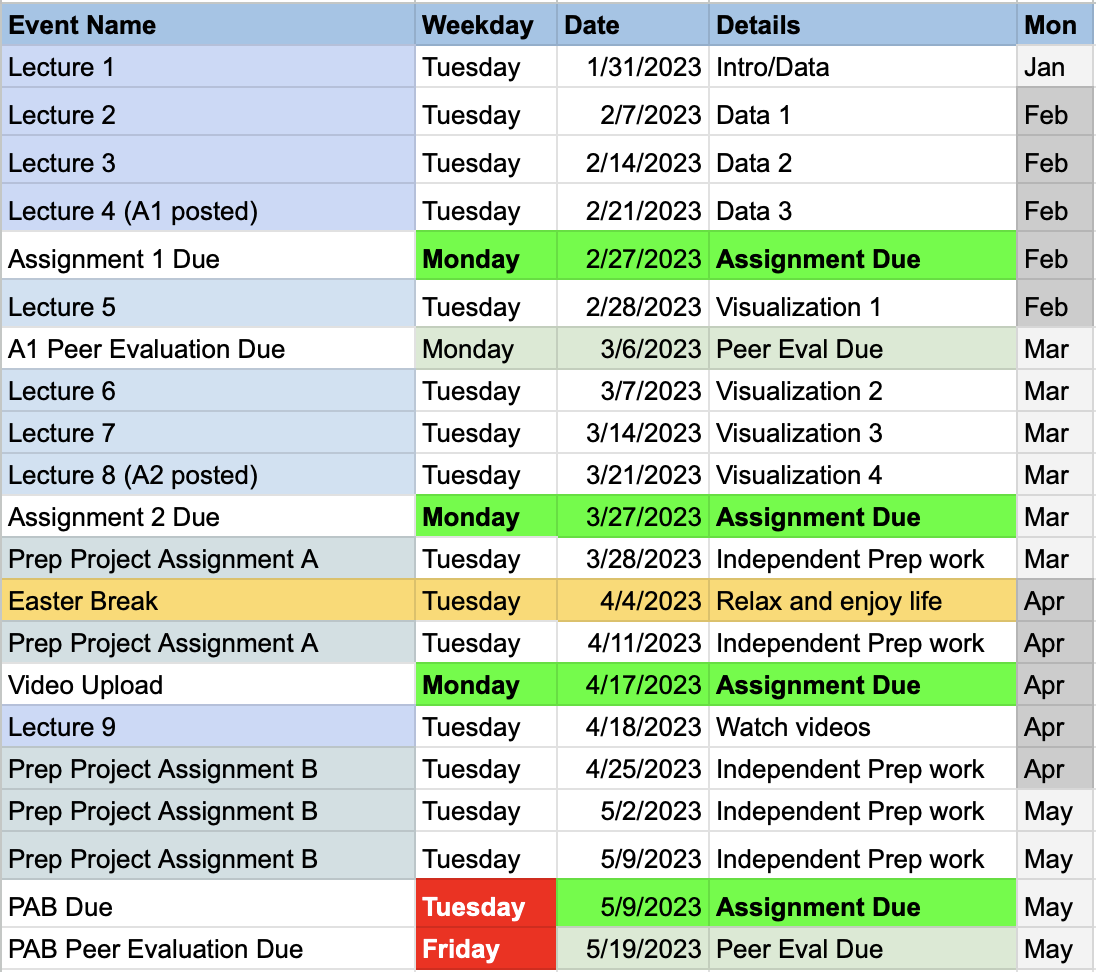 Event Name Weekday Date Details Mon
Lecture 1 Tuesday 1/31/2023 Intro/Data Jan
Lecture 2 Tuesday 2/7/2023 Data 1 Feb
Lecture 3 Tuesday 2/14/2023 Data 2 Feb
Lecture 4 (A1 posted) Tuesday 2/21/2023 Data 3 Feb
Assignment 1 Due Monday 2/27/2023 Assignment Due Feb
Lecture 5 Tuesday 2/28/2023 Visualization 1 Feb
A1 Peer Evaluation Due Monday 3/6/2023 Peer Eval Due Mar
Lecture 6 Tuesday 3/7/2023 Visualization 2 Mar
Lecture 7 Tuesday 3/14/2023 Visualization 3 Mar
Lecture 8 (A2 posted) Tuesday 3/21/2023 Visualization 4 Mar
Assignment 2 Due Monday 3/27/2023 Assignment Due Mar
Prep Project Assignment A Tuesday 3/28/2023 Independent Prep work Mar
Easter Break Tuesday 4/4/2023 Relax and enjoy life Apr
Prep Project Assignment A Tuesday 4/11/2023 Independent Prep work Apr
Video Upload Monday 4/17/2023 Assignment Due Apr
Lecture 9 Tuesday 4/18/2023 Watch videos Apr
Prep Project Assignment B Tuesday 4/25/2023 Independent Prep work Apr
Prep Project Assignment B Tuesday 5/2/2023 Independent Prep work May
Prep Project Assignment B Tuesday 5/9/2023 Independent Prep work May
PAB Due Tuesday 5/9/2023 Assignment Due May
PAB Peer Evaluation Due Friday 5/19/2023 Peer Eval Due May